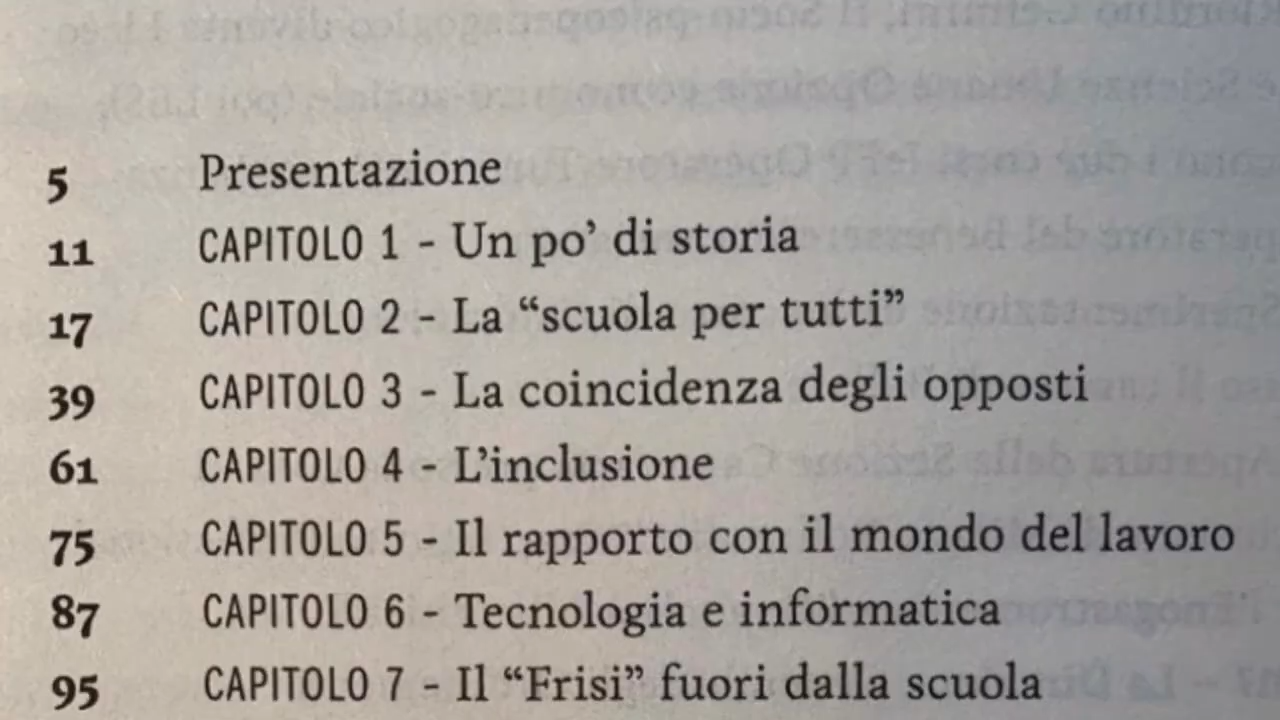 5 Presentazione
11 CAPITOLO 1 - Un po’ di storia
17 CAPITOLO 2 - La “scuola per tutti”
39 CAPITOLO 3 - La coincidenza degli opposti
61 CAPITOLO 4 - L’inclusione
75 CAPITOLO 5 - Il rapporto con il mondo del lavoro
87 CAPITOLO 6 - Tecnologia e informatica
95 CAPITOLO 7 - Il “Frisi” fuori dalla scuola